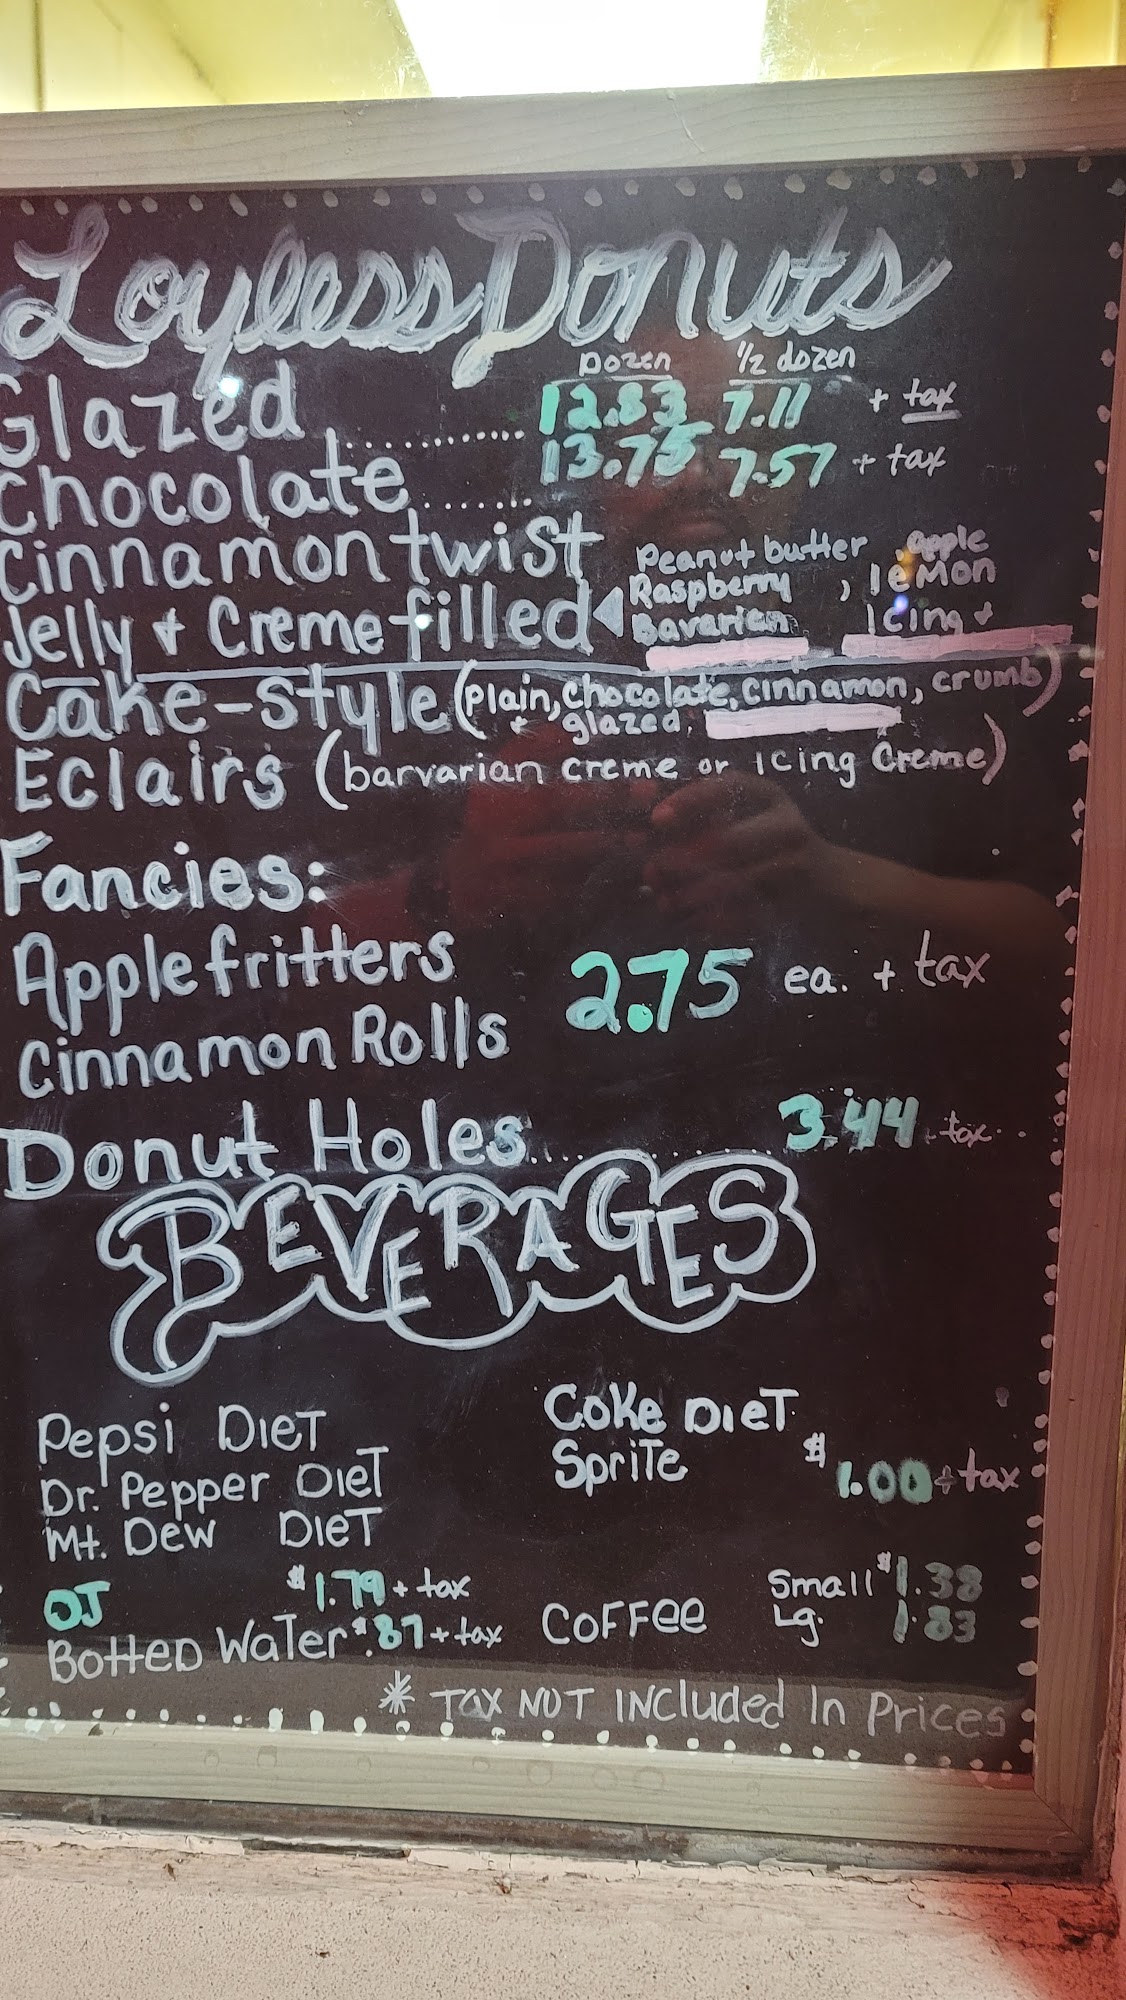 Loyless Donuts
Dozen 1/2 dozen
Glazed ............ 12.83 7.11 + tax
Chocolate ....... 13.75 7.57 + tax
Cinnamon twist
Jelly + Creme filled
Peanut butter, apple
Raspberry, lemon
Bavarian Icing +
Cake-style (plain, chocolate, cinnamon, crumb)
+ glazed,
Eclairs (barvarian creme or icing Creme)
Fancies:
Apple fritters
2.75 ea. + tax
Cinnamon Rolls
Donut Holes............ 3.44 + tax
BEVERAGES
Pepsi Diet
Coke Diet
Dr. Pepper Diet
Sprite
$1.00 + tax
Mt. Dew Diet
OJ $1.79 + tax
Botted Water $.87 + tax
Coffee
Small $1.38
Lg. 1.83
* Tax Not Included In Prices